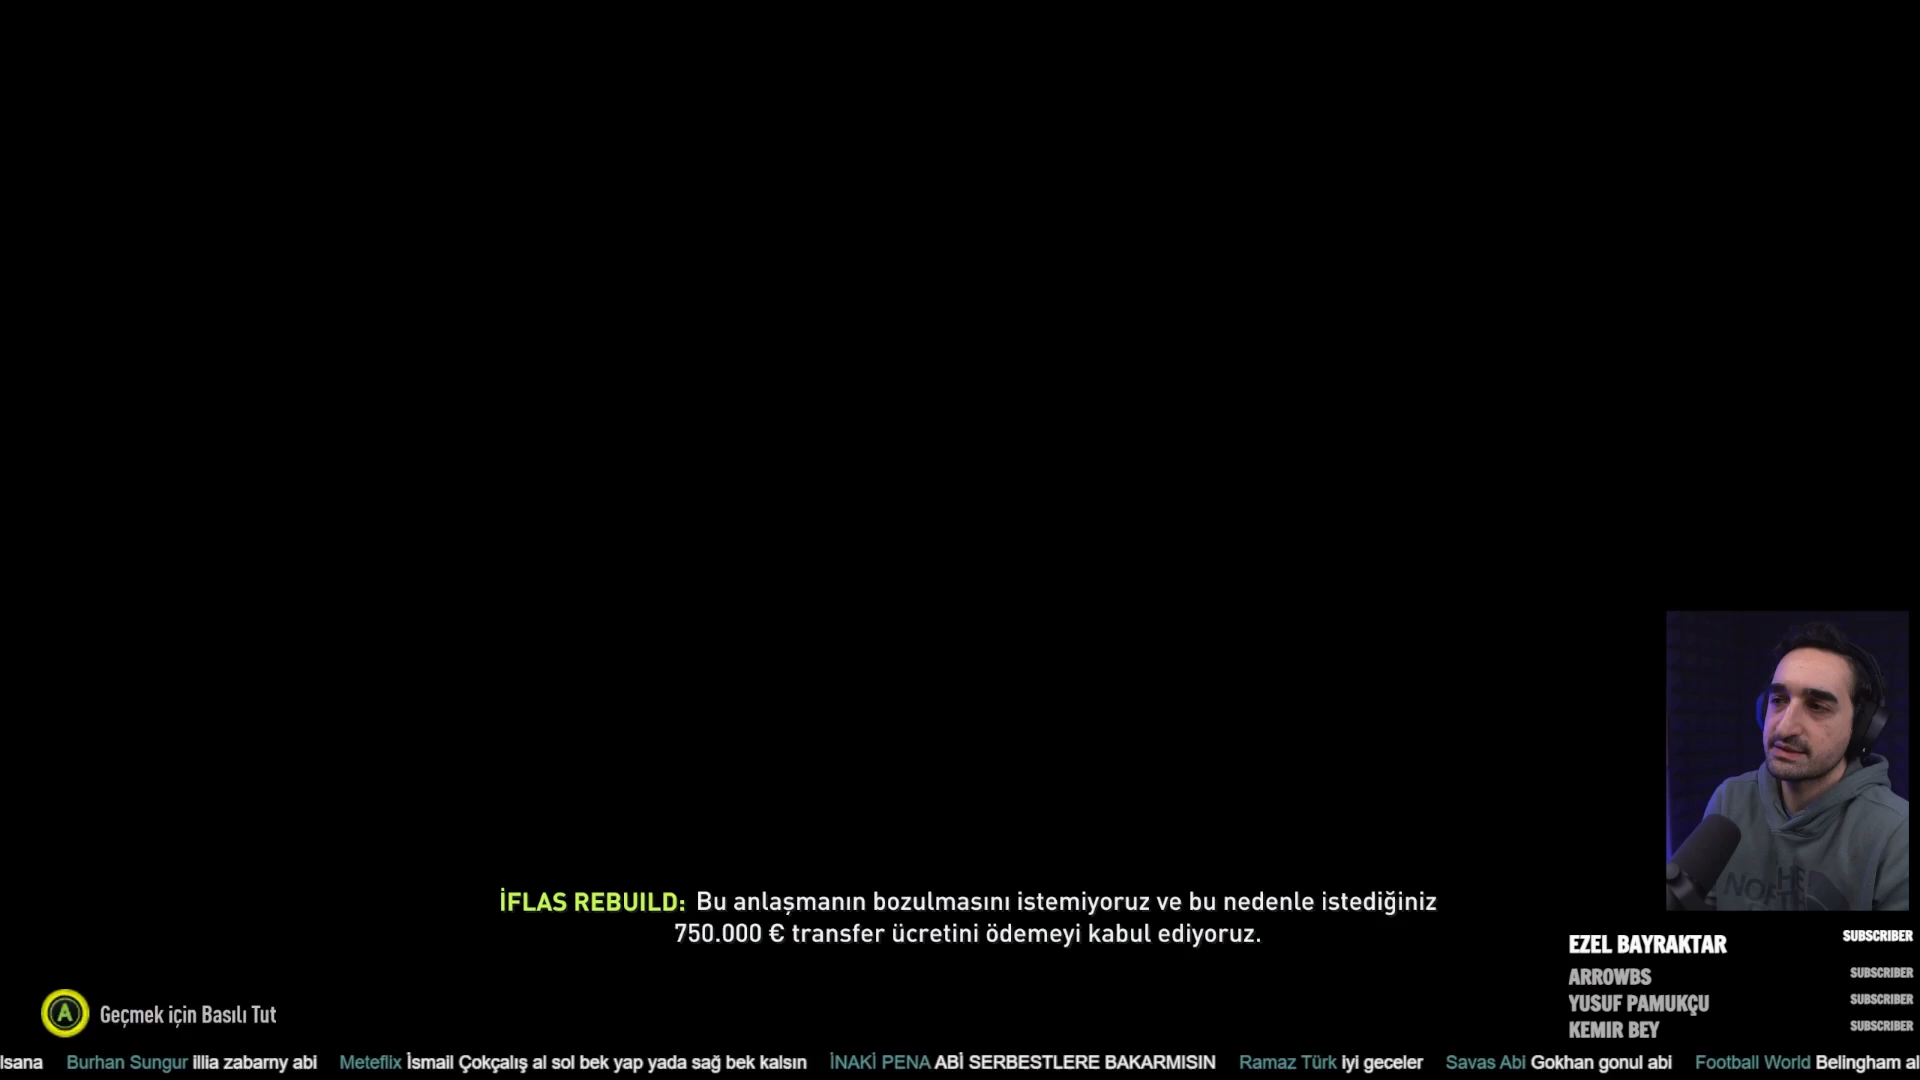 İFLAS REBUILD: Bu anlaşmanın bozulmasını istemiyoruz ve bu nedenle istediğiniz
750.000 € transfer ücretini ödemeyi kabul ediyoruz.
EZEL BAYRAKTAR SUBSCRIBER
ARROWBS SUBSCRIBER
YUSUF PAMUKÇU SUBSCRIBER
KEMIR BEY SUBSCRIBER
A Geçmek için Basılı Tut
lsana Burhan Sungur illia zabarny abi Meteflix İsmail Çokçalış al sol bek yap yada sağ bek kalsın İNAKİ PENA ABİ SERBESTLERE BAKARMISIN Ramaz Türk iyi geceler Savas Abi Gokhan gonul abi Football World Belingham al